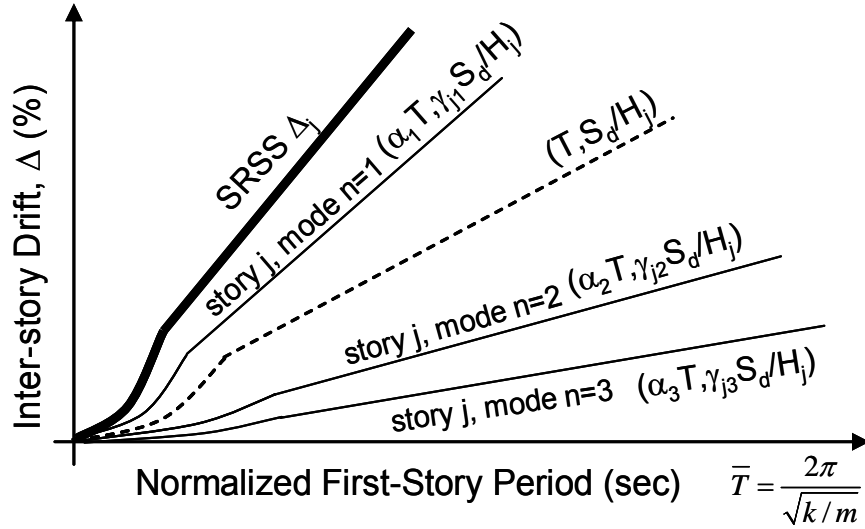 Inter-story Drift, Δ (%)
SRSS Δj
story j, mode n=1 (α1T,γj1Sd/Hj)
(T,Sd/Hj)
story j, mode n=2 (α2T,γj2Sd/Hj)
story j, mode n=3 (α3T,γj3Sd/Hj)
Normalized First-Story Period (sec) T̅ = 2π / √k/m